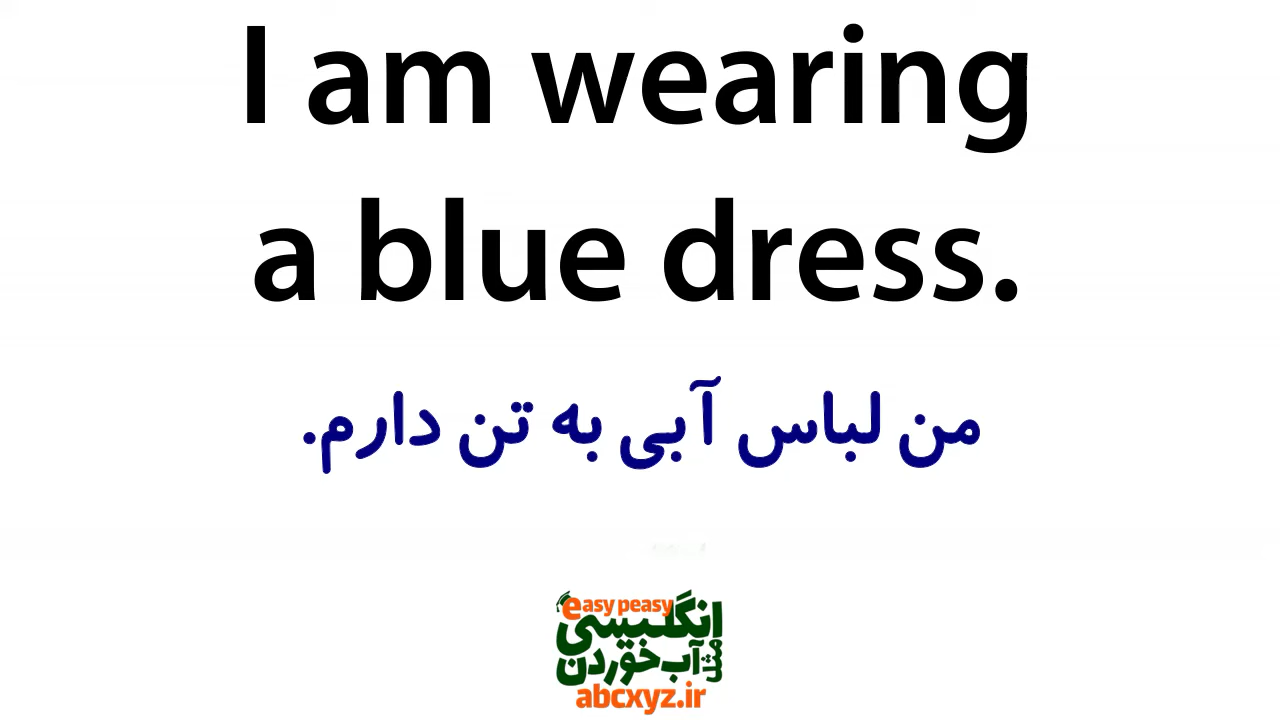 I am wearing
a blue dress.
من لباس آبی به تن دارم.
easy peasy
انگلیسی
مثل آب خوردن
abcxyz.ir